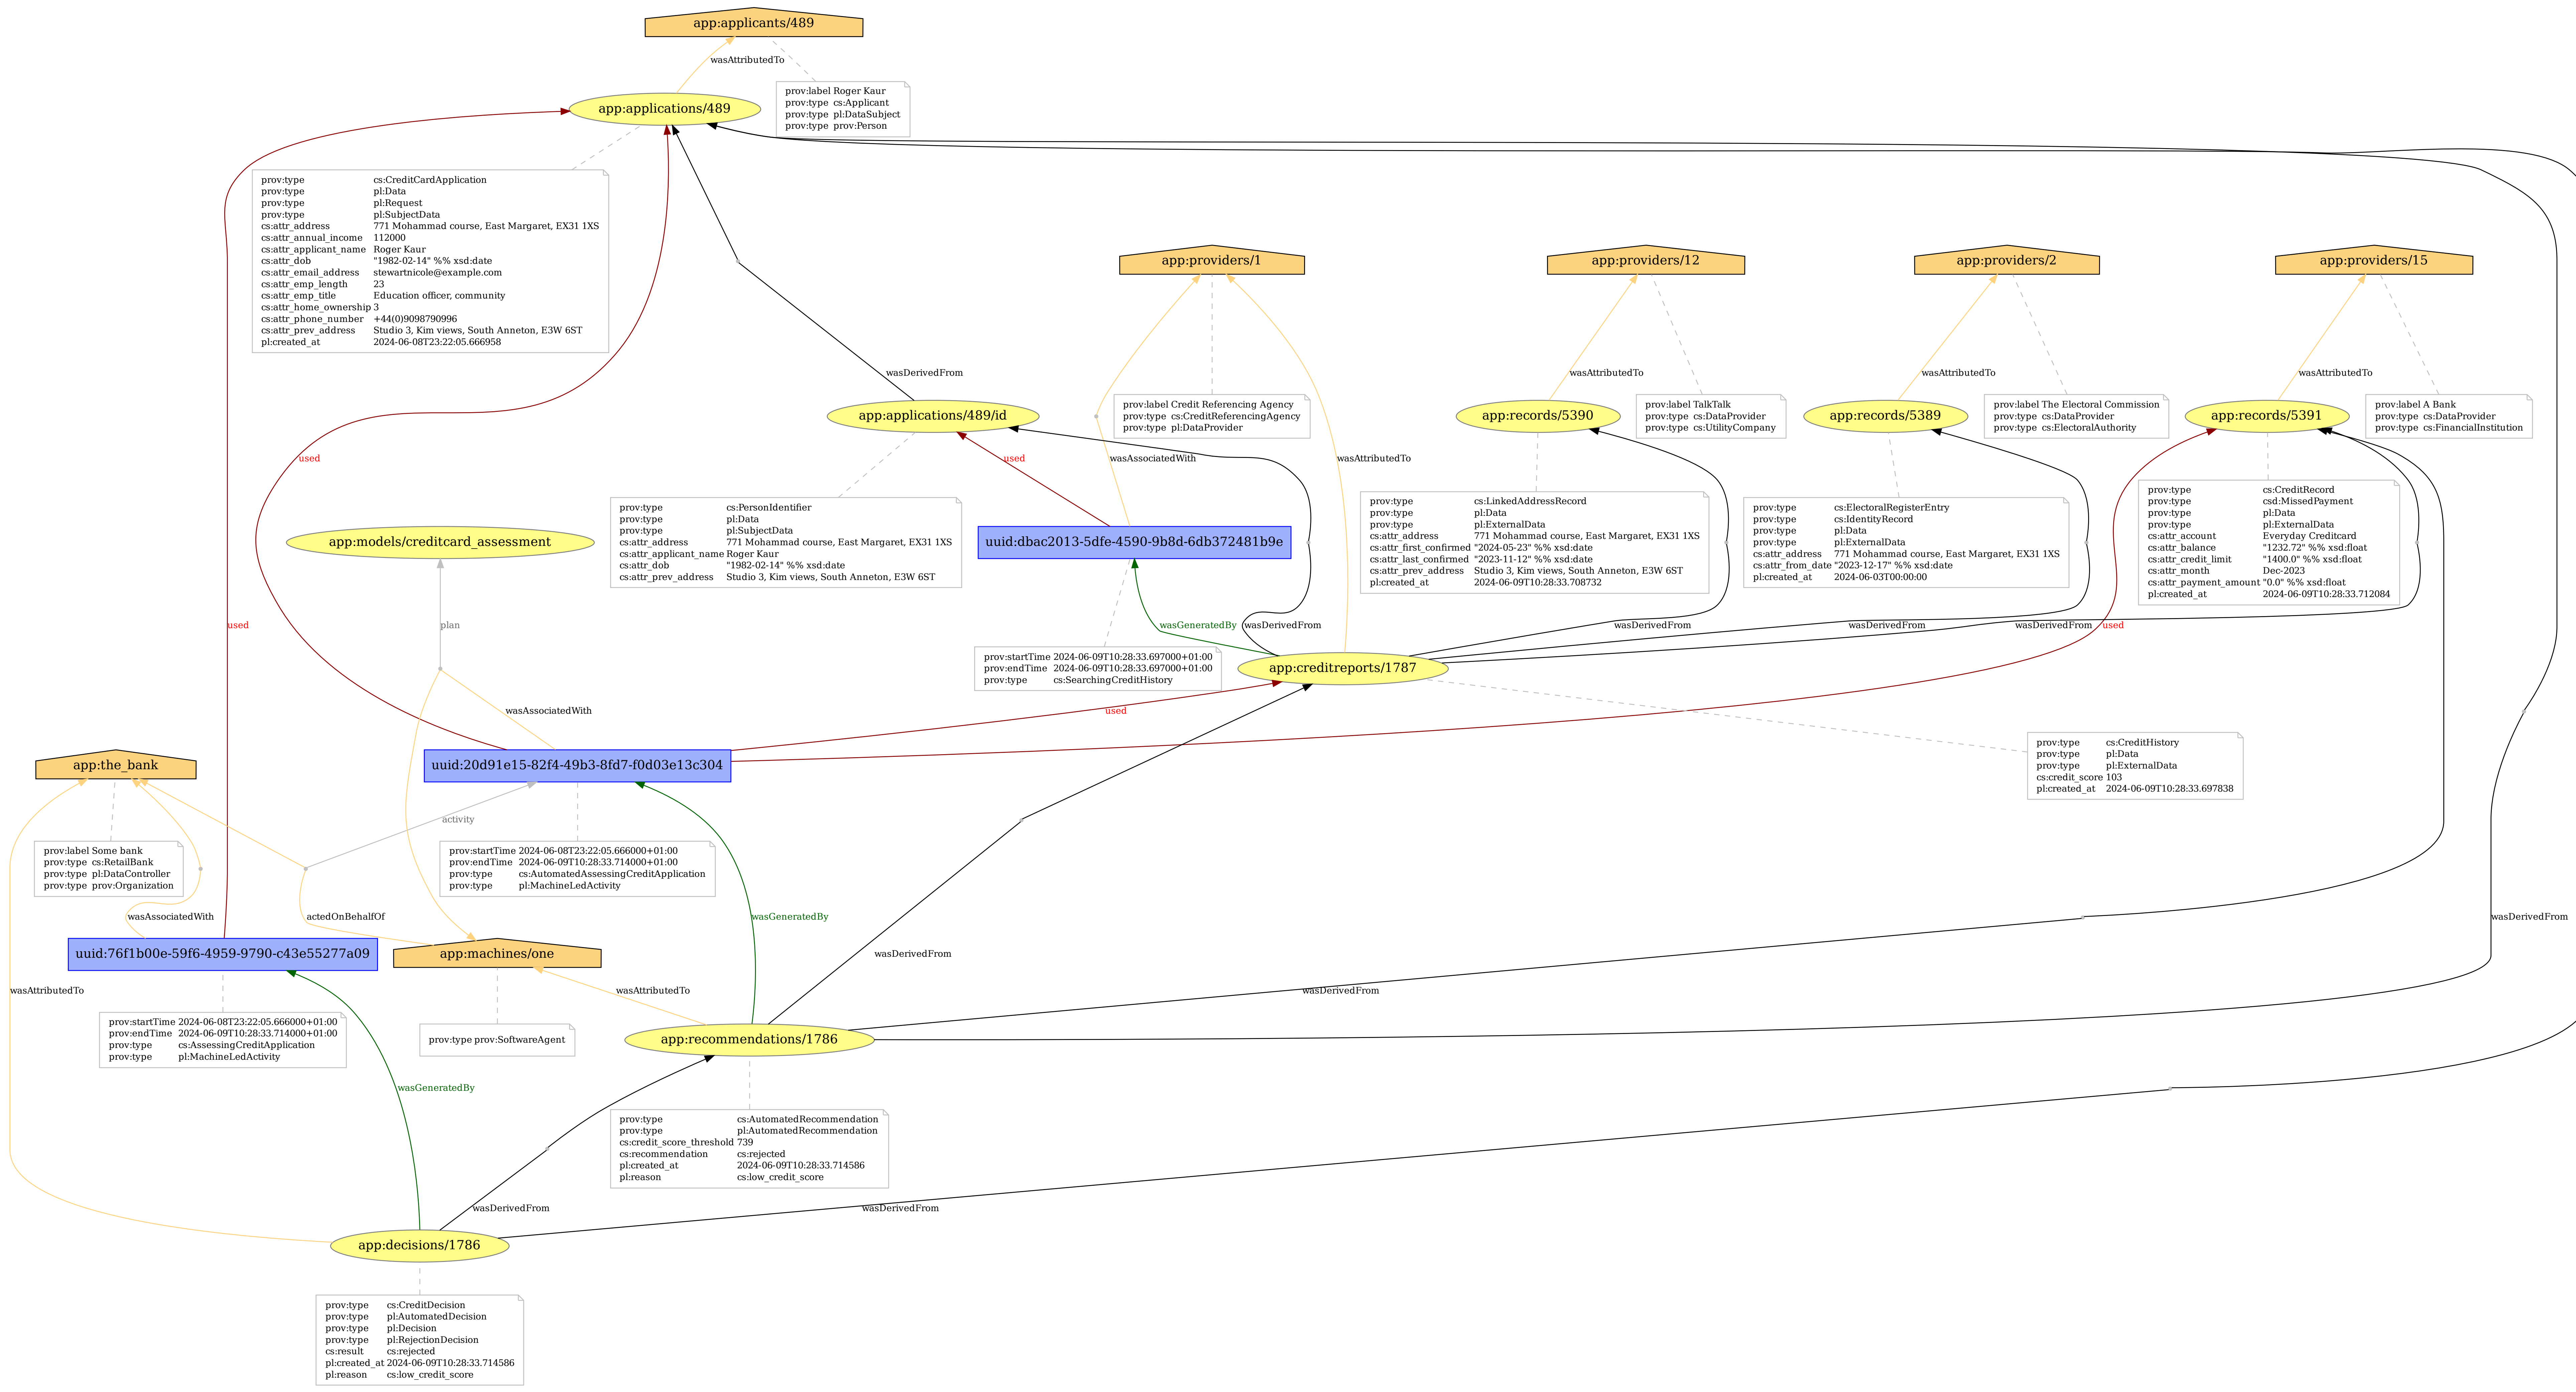 app:applicants/489
wasAttributedTo
prov:label Roger Kaur
prov:type cs:Applicant
prov:type pl:DataSubject
prov:type prov:Person
app:applications/489
prov:type cs:CreditCardApplication
prov:type pl:Data
prov:type pl:Request
prov:type pl:SubjectData
cs:attr_address 771 Mohammad course, East Margaret, EX31 1XS
cs:attr_annual_income 112000
cs:attr_applicant_name Roger Kaur
cs:attr_dob "1982-02-14" %% xsd:date
cs:attr_email_address stewartnicole@example.com
cs:attr_emp_length 23
cs:attr_emp_title Education officer, community
cs:attr_home_ownership 3
cs:attr_phone_number +44(0)9098790996
cs:attr_prev_address Studio 3, Kim views, South Anneton, E3W 6ST
pl:created_at 2024-06-08T23:22:05.666958
app:providers/1
app:providers/12
app:providers/2
app:providers/15
wasDerivedFrom
wasAttributedTo
wasAttributedTo
wasAttributedTo
app:applications/489/id
prov:label Credit Referencing Agency
prov:type cs:CreditReferencingAgency
prov:type pl:DataProvider
app:records/5390
prov:label TalkTalk
prov:type cs:DataProvider
prov:type cs:UtilityCompany
app:records/5389
prov:label The Electoral Commission
prov:type cs:DataProvider
prov:type cs:ElectoralAuthority
app:records/5391
prov:label A Bank
prov:type cs:DataProvider
prov:type cs:FinancialInstitution
used
used
wasAssociatedWith
wasAttributedTo
app:models/creditcard_assessment
prov:type cs:PersonIdentifier
prov:type pl:Data
prov:type pl:SubjectData
cs:attr_address 771 Mohammad course, East Margaret, EX31 1XS
cs:attr_applicant_name Roger Kaur
cs:attr_dob "1982-02-14" %% xsd:date
cs:attr_prev_address Studio 3, Kim views, South Anneton, E3W 6ST
uuid:dbac2013-5dfe-4590-9b8d-6db372481b9e
prov:type cs:LinkedAddressRecord
prov:type pl:Data
prov:type pl:ExternalData
cs:attr_address 771 Mohammad course, East Margaret, EX31 1XS
cs:attr_first_confirmed "2024-05-23" %% xsd:date
cs:attr_last_confirmed "2023-11-12" %% xsd:date
cs:attr_prev_address Studio 3, Kim views, South Anneton, E3W 6ST
pl:created_at 2024-06-09T10:28:33.708732
prov:type cs:ElectoralRegisterEntry
prov:type cs:IdentityRecord
prov:type pl:Data
prov:type pl:ExternalData
cs:attr_address 771 Mohammad course, East Margaret, EX31 1XS
cs:attr_from_date "2023-12-17" %% xsd:date
pl:created_at 2024-06-03T00:00:00
prov:type cs:CreditRecord
prov:type csd:MissedPayment
prov:type pl:Data
prov:type pl:ExternalData
cs:attr_account Everyday Creditcard
cs:attr_balance "1232.72" %% xsd:float
cs:attr_credit_limit "1400.0" %% xsd:float
cs:attr_month Dec-2023
cs:attr_payment_amount "0.0" %% xsd:float
pl:created_at 2024-06-09T10:28:33.712084
used
plan
wasGeneratedBy
wasDerivedFrom
wasDerivedFrom
wasDerivedFrom
wasDerivedFrom
used
prov:startTime 2024-06-09T10:28:33.697000+01:00
prov:endTime 2024-06-09T10:28:33.697000+01:00
prov:type cs:SearchingCreditHistory
app:creditreports/1787
wasAssociatedWith
used
app:the_bank
uuid:20d91e15-82f4-49b3-8fd7-f0d03e13c304
prov:type cs:CreditHistory
prov:type pl:Data
prov:type pl:ExternalData
cs:credit_score 103
pl:created_at 2024-06-09T10:28:33.697838
activity
prov:label Some bank
prov:type cs:RetailBank
prov:type pl:DataController
prov:type prov:Organization
prov:startTime 2024-06-08T23:22:05.666000+01:00
prov:endTime 2024-06-09T10:28:33.714000+01:00
prov:type cs:AutomatedAssessingCreditApplication
prov:type pl:MachineLedActivity
wasAssociatedWith
actedOnBehalfOf
wasGeneratedBy
wasDerivedFrom
uuid:76f1b00e-59f6-4959-9790-c43e55277a09
app:machines/one
wasDerivedFrom
wasAttributedTo
wasAttributedTo
wasDerivedFrom
prov:startTime 2024-06-08T23:22:05.666000+01:00
prov:endTime 2024-06-09T10:28:33.714000+01:00
prov:type cs:AssessingCreditApplication
prov:type pl:MachineLedActivity
prov:type prov:SoftwareAgent
app:recommendations/1786
wasGeneratedBy
prov:type cs:AutomatedRecommendation
prov:type pl:AutomatedRecommendation
cs:credit_score_threshold 739
cs:recommendation cs:rejected
pl:created_at 2024-06-09T10:28:33.714586
pl:reason cs:low_credit_score
wasDerivedFrom
wasDerivedFrom
app:decisions/1786
prov:type cs:CreditDecision
prov:type pl:AutomatedDecision
prov:type pl:Decision
prov:type pl:RejectionDecision
cs:result cs:rejected
pl:created_at 2024-06-09T10:28:33.714586
pl:reason cs:low_credit_score